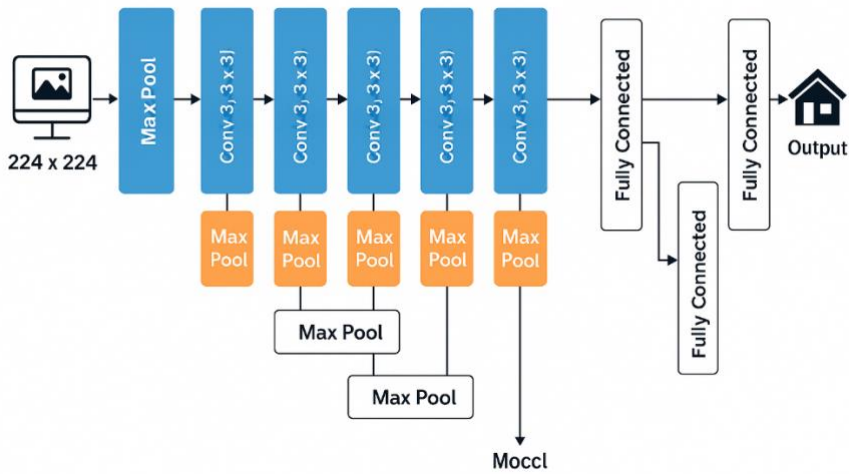 224 x 224
Max Pool
Conv 3, 3 x 3)
Conv 3, 3 x 3)
Conv 3, 3 x 3)
Conv 3, 3 x 3)
Conv 3, 3 x 3)
Fully Connected
Fully Connected
Fully Connected
Output
Max
Pool
Max
Pool
Max
Pool
Max
Pool
Max
Pool
Max Pool
Max Pool
Moccl